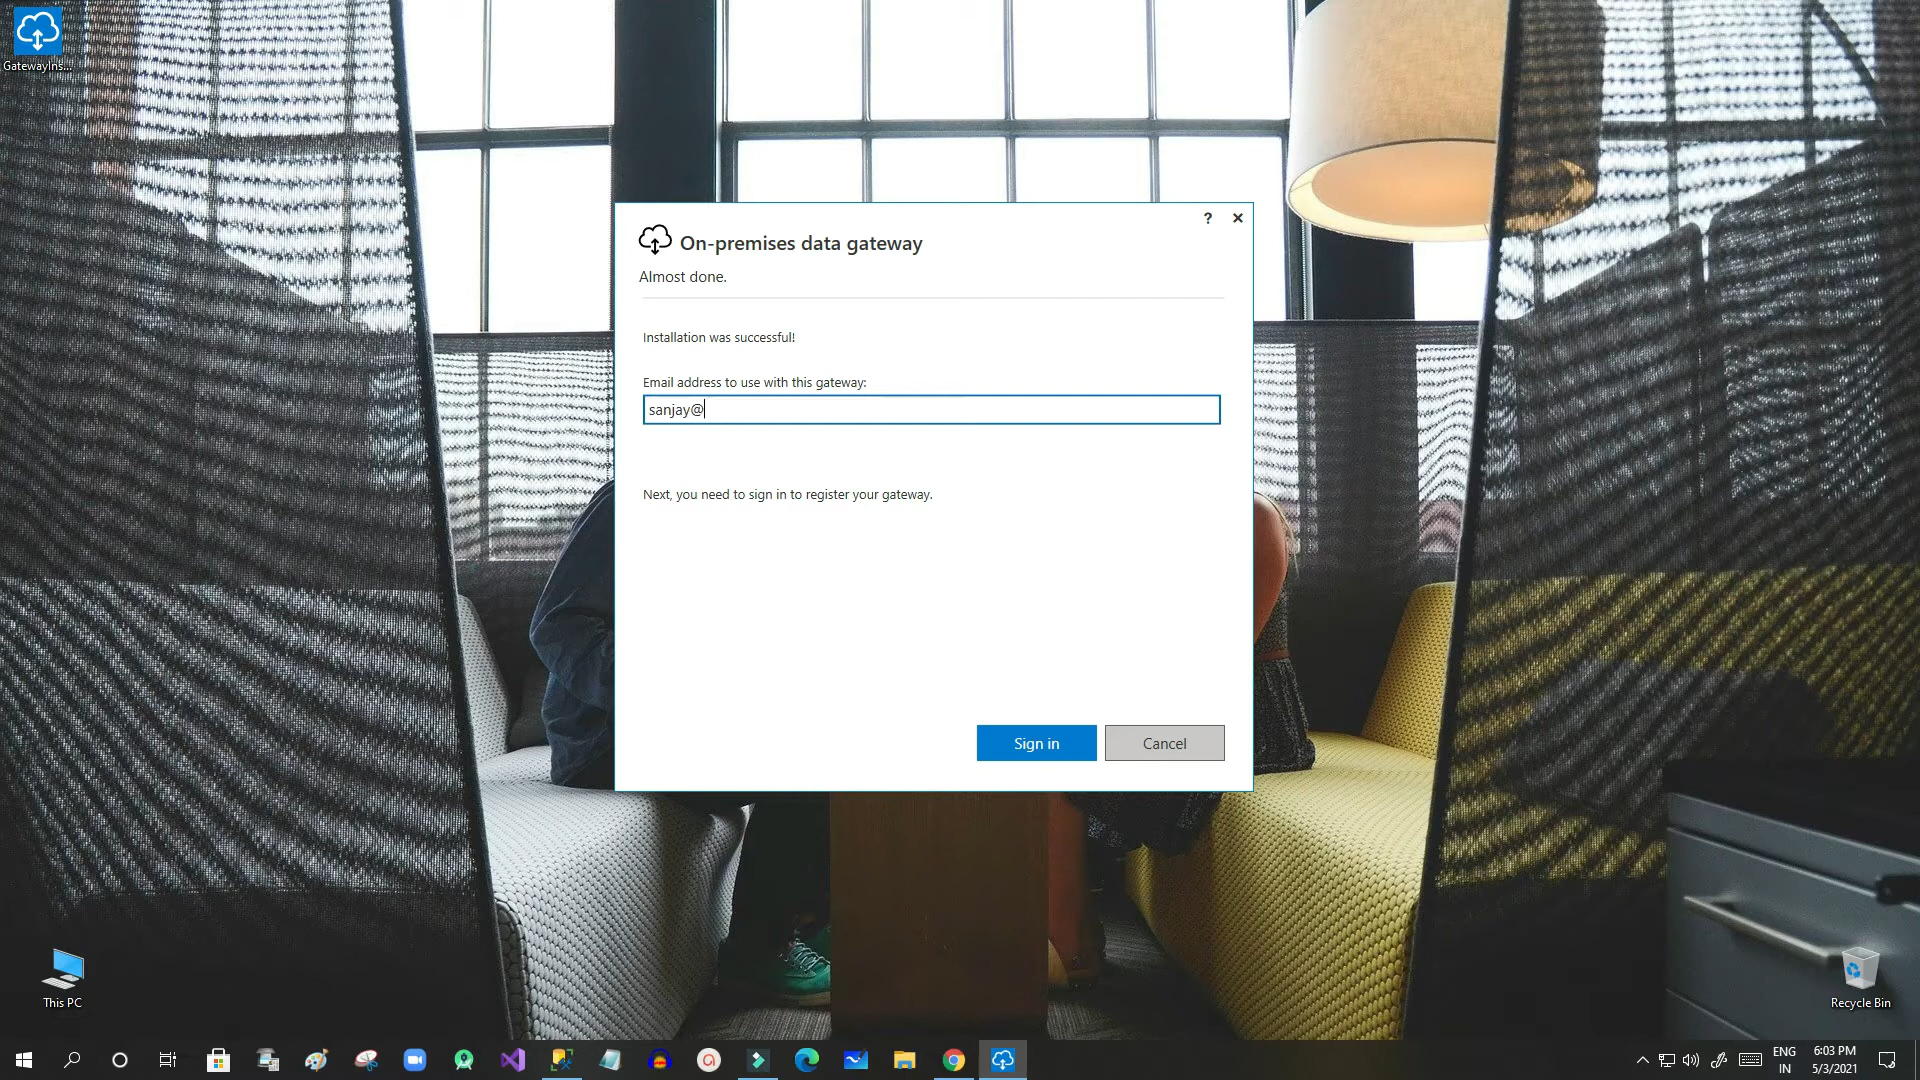 GatewayIns...
? ×
On-premises data gateway
Almost done.
Installation was successful!
Email address to use with this gateway:
sanjay@
Next, you need to sign in to register your gateway.
Sign in Cancel
This PC
Recycle Bin
ENG
IN
6:03 PM
5/3/2021